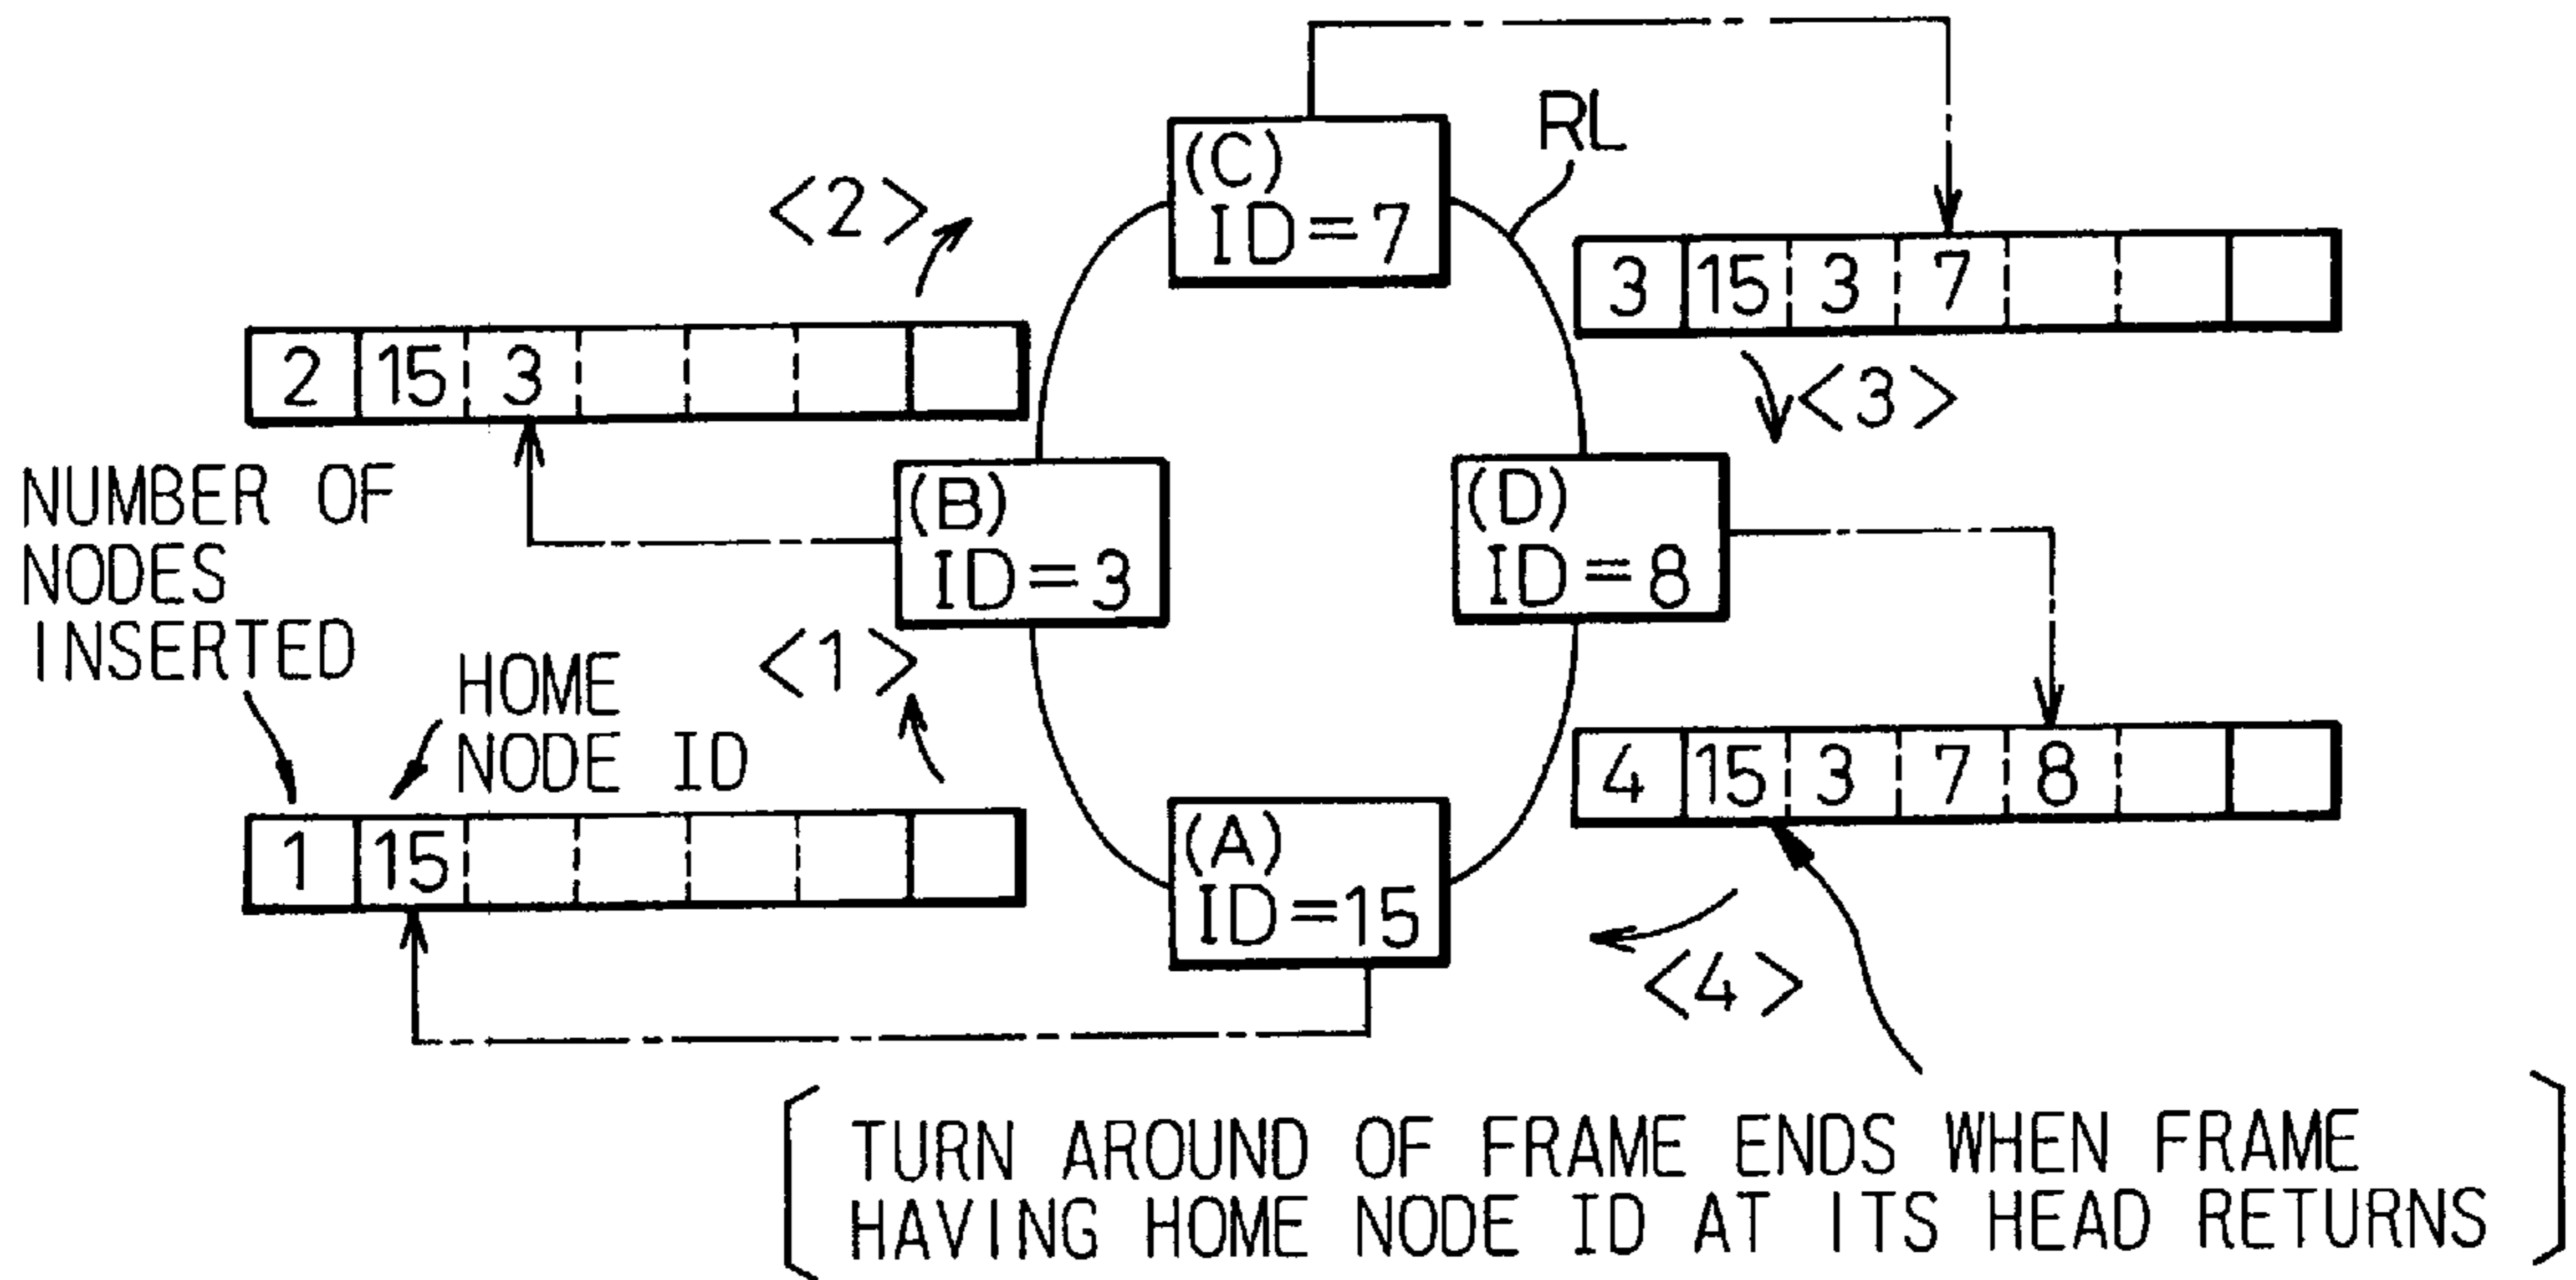 (C)
ID=7
RL
<2>
3 15 3 7
2 15 3
<3>
NUMBER OF
NODES
INSERTED
(B)
ID=3
(D)
ID=8
<1>
HOME
NODE ID
4 15 3 7 8
1 15
(A)
ID=15
<4>
TURN AROUND OF FRAME ENDS WHEN FRAME
HAVING HOME NODE ID AT ITS HEAD RETURNS